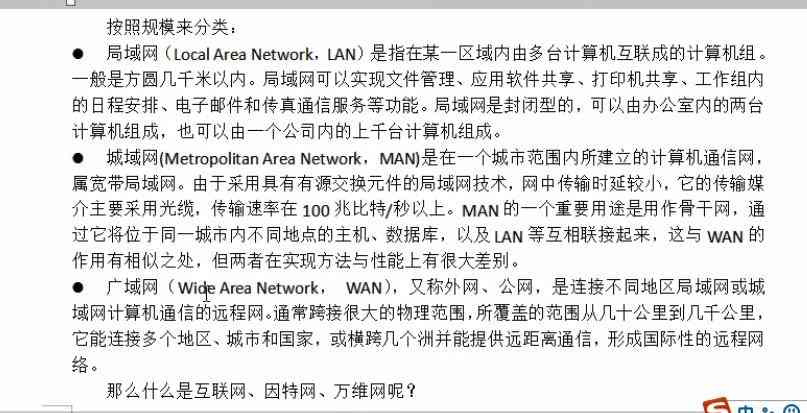 按照规模来分类：
● 局域网（Local Area Network，LAN）是指在某一区域内由多台计算机互联成的计算机组。
一般是方圆几千米以内。局域网可以实现文件管理、应用软件共享、打印机共享、工作组内
的日程安排、电子邮件和传真通信服务等功能。局域网是封闭型的，可以由办公室内的两台
计算机组成，也可以由一个公司内的上千台计算机组成。
● 城域网(Metropolitan Area Network，MAN)是在一个城市范围内所建立的计算机通信网，
属宽带局域网。由于采用具有有源交换元件的局域网技术，网中传输时延较小，它的传输媒
介主要采用光缆，传输速率在 100 兆比特/秒以上。MAN 的一个重要用途是用作骨干网，通
过它将位于同一城市内不同地点的主机、数据库，以及 LAN 等互相联接起来，这与 WAN 的
作用有相似之处，但两者在实现方法与性能上有很大差别。
● 广域网（Wide Area Network， WAN），又称外网、公网，是连接不同地区局域网或城
域网计算机通信的远程网。通常跨接很大的物理范围，所覆盖的范围从几十公里到几千公里，
它能连接多个地区、城市和国家，或横跨几个洲并能提供远距离通信，形成国际性的远程网
络。
那么什么是互联网、因特网、万维网呢？